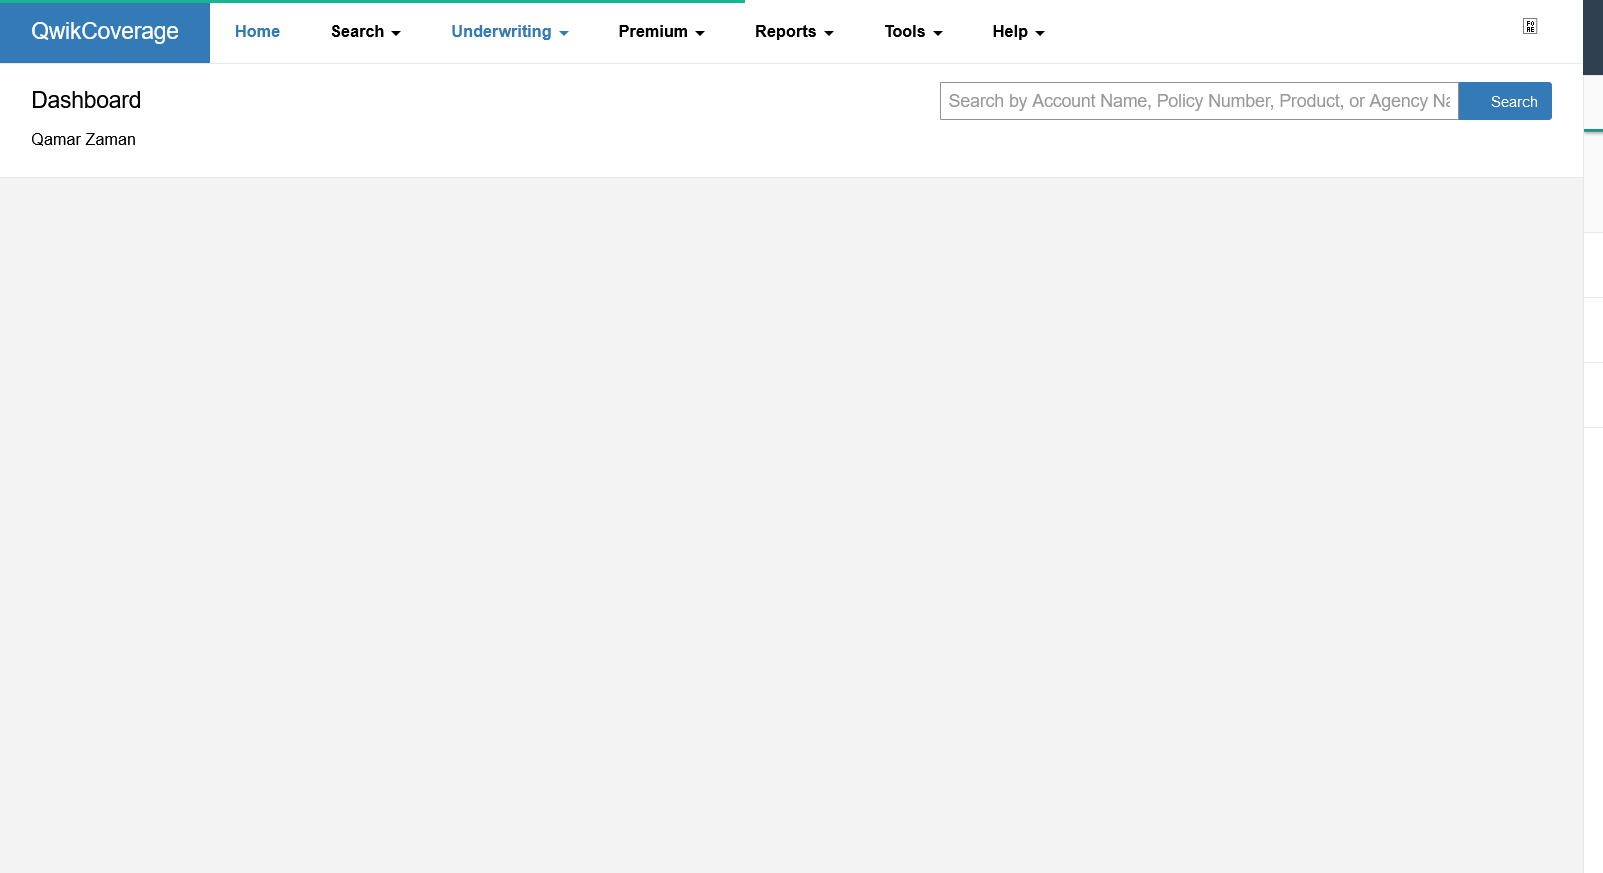 QwikCoverage
Home Search Underwriting Premium Reports Tools Help
Dashboard
Search by Account Name, Policy Number, Product, or Agency Na
Search
Qamar Zaman